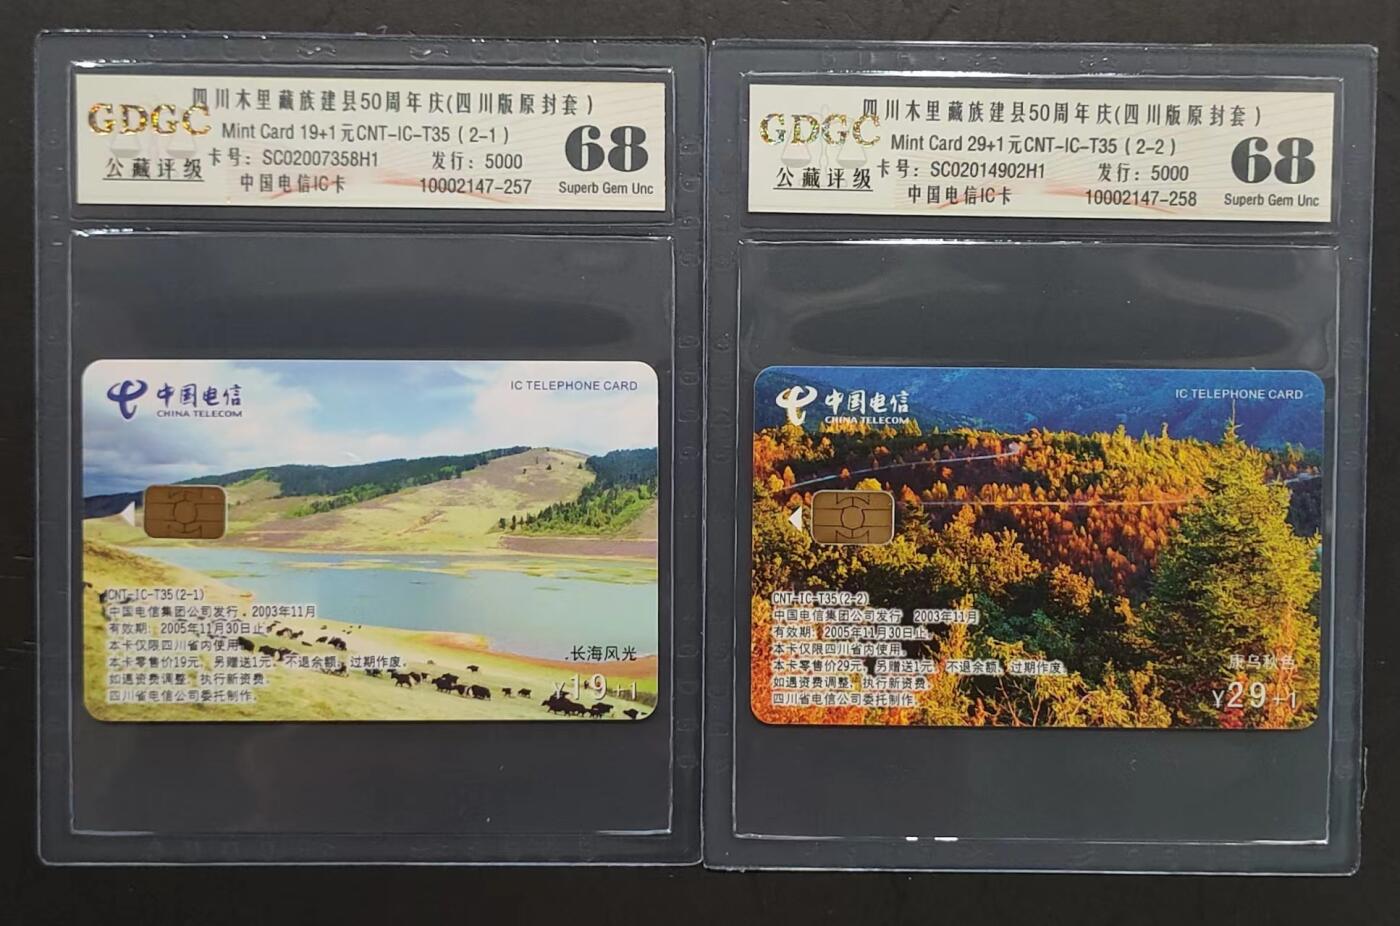 四川木里藏族建县50周年庆(四川版原封套)
GDGC
Mint Card 19+1元CNT-IC-T35(2-1)
68
公藏评级
卡号:SC02007358H1 发行:5000
中国电信IC卡 10002147-257
Superb Gem Unc
中国电信
CHINA TELECOM
IC TELEPHONE CARD
CNT-IC-T35(2-1)
中国电信集团公司发行 2003年11月
有效期:2005年11月30日止。
本卡仅限四川省内使用。
本卡零售价19元,另赠送1元,不退余额,过期作废。
如遇资费调整,执行新资费。
四川省电信公司委托制作。
长海风光
¥19+1
四川木里藏族建县50周年庆(四川版原封套)
GDGC
Mint Card 29+1元CNT-IC-T35(2-2)
68
公藏评级
卡号:SC02014902H1 发行:5000
中国电信IC卡 10002147-258
Superb Gem Unc
中国电信
CHINA TELECOM
IC TELEPHONE CARD
CNT-IC-T35(2-2)
中国电信集团公司发行 2003年11月
有效期:2005年11月30日止。
本卡仅限四川省内使用。
本卡零售价29元,另赠送1元,不退余额,过期作废。
如遇资费调整,执行新资费。
四川省电信公司委托制作。
康乌秋色
¥29+1